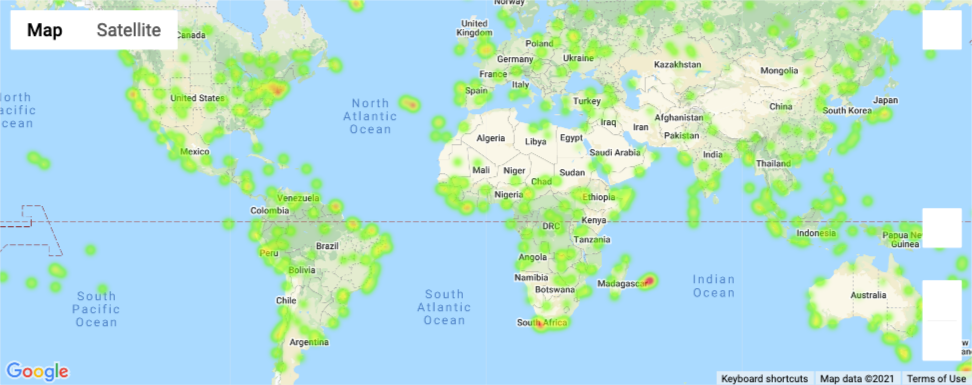 Norway
Map Satellite
Canada
United
Kingdom
Poland
Germany
Ukraine
Kazakhstan
Mongolia
France
Italy
Spain
Turkey
United States
North
Atlantic
Ocean
China
Japan
South Korea
Afghanistan
Iraq
Iran
Pakistan
Algeria
Libya
Egypt
Saudi Arabia
India
Thailand
Mexico
Mali
Niger
Chad
Sudan
Nigeria
Ethiopia
Venezuela
Colombia
DRC
Kenya
Tanzania
Indonesia
Papua New
Guinea
Peru
Brazil
Bolivia
Angola
Namibia
Botswana
Madagascar
Indian
Ocean
South
Pacific
Ocean
South
Atlantic
Ocean
Chile
Australia
South Africa
Argentina
Google
Keyboard shortcuts
Map data ©2021
Terms of Use